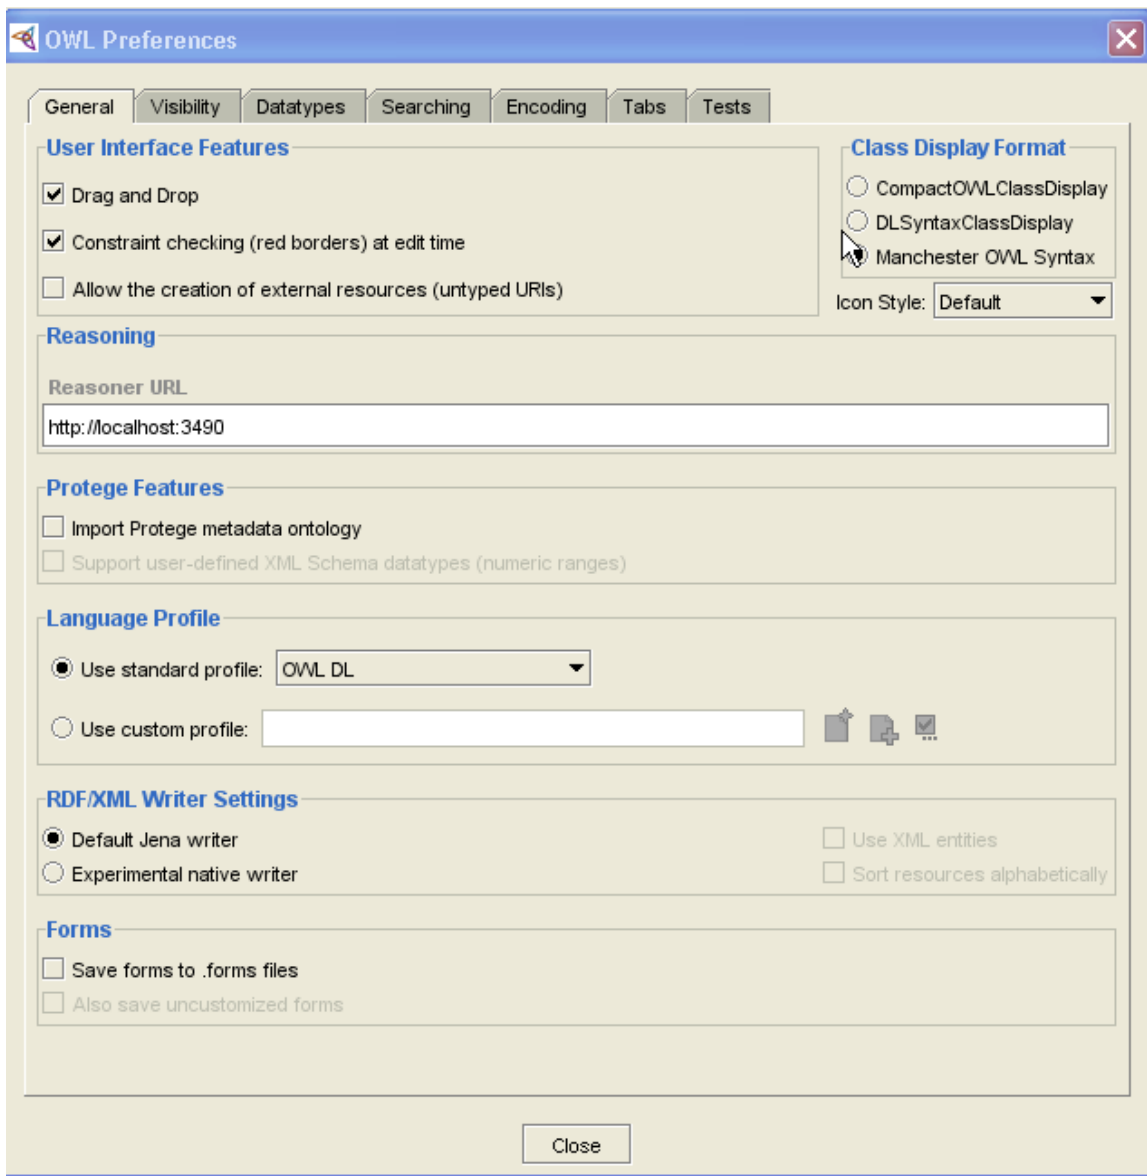 OWL Preferences
General Visibility Datatypes Searching Encoding Tabs Tests
User Interface Features
Drag and Drop
Constraint checking (red borders) at edit time
Allow the creation of external resources (untyped URIs)
Class Display Format
CompactOWLClassDisplay
DLSyntaxClassDisplay
Manchester OWL Syntax
Icon Style: Default
Reasoning
Reasoner URL
http://localhost:3490
Protege Features
Import Protege metadata ontology
Support user-defined XML Schema datatypes (numeric ranges)
Language Profile
Use standard profile: OWL DL
Use custom profile:
RDF/XML Writer Settings
Default Jena writer
Experimental native writer
Use XML entities
Sort resources alphabetically
Forms
Save forms to .forms files
Also save uncustomized forms
Close